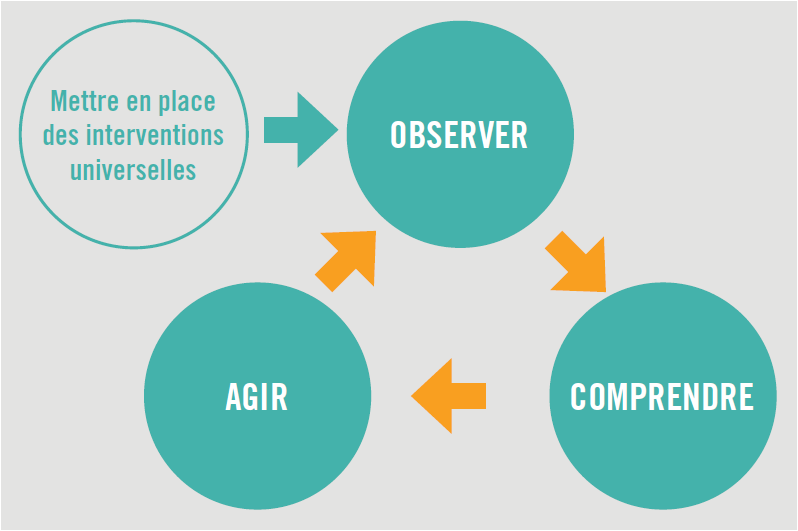 Mettre en place
des interventions
universelles
OBSERVER
COMPRENDRE
AGIR